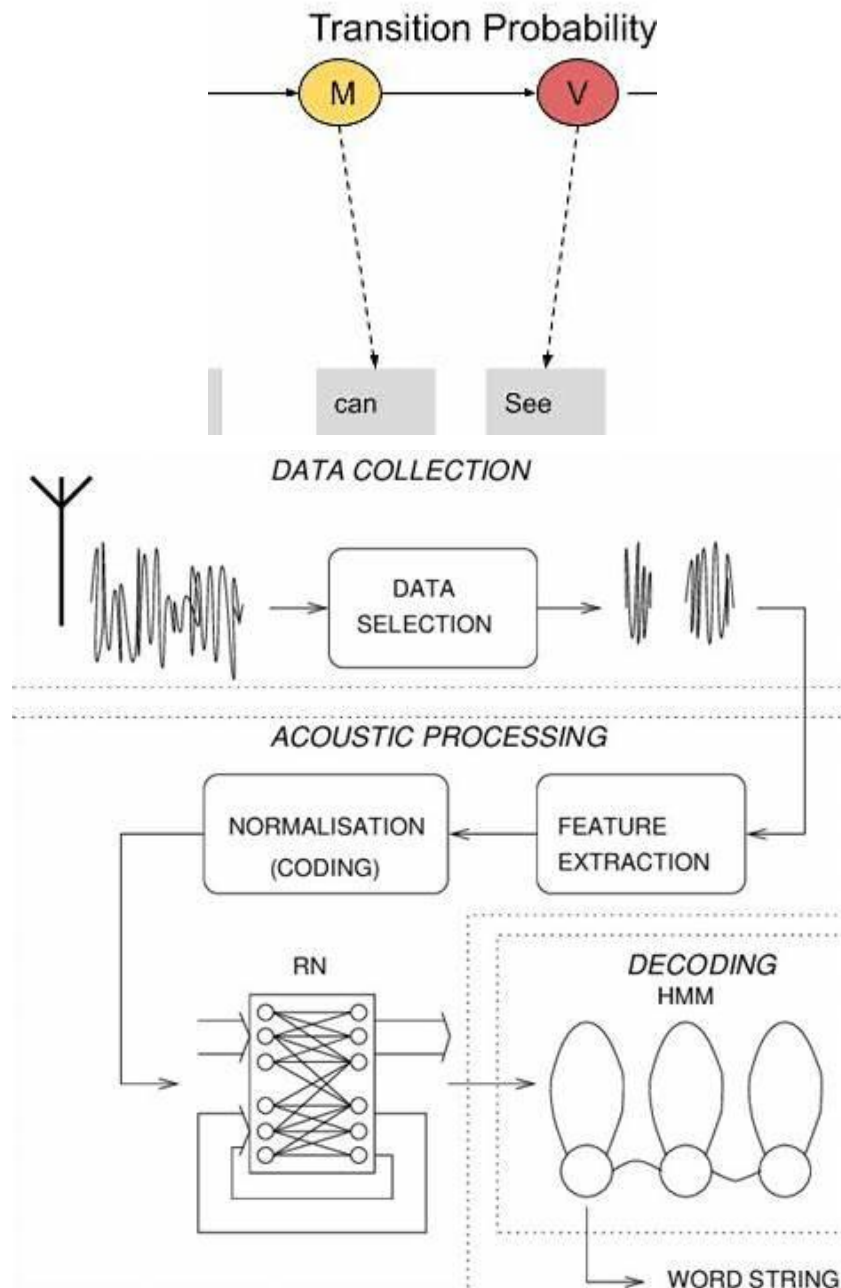 Transition Probability
M
V
can
See
DATA COLLECTION
DATA
SELECTION
ACOUSTIC PROCESSING
NORMALISATION
(CODING)
FEATURE
EXTRACTION
RN
DECODING
HMM
WORD STRING